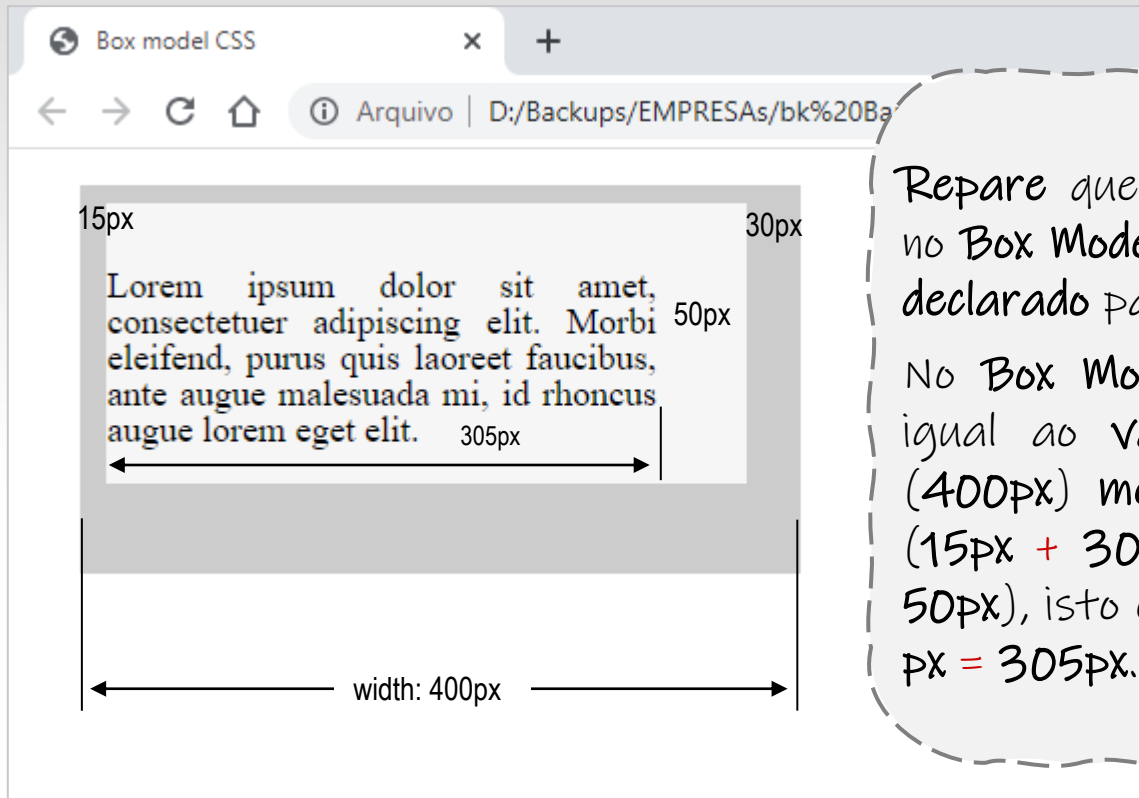 Box model CSS
Arquivo | D:/Backups/EMPRESAs/bk%20Ba
15px
30px
Lorem ipsum dolor sit amet,
consectetuer adipiscing elit. Morbi
eleifend, purus quis laoreet faucibus,
ante augue malesuada mi, id rhoncus
augue lorem eget elit.
50px
305px
width: 400px
Repare que
no Box Mode
declarado pa
No Box Mo
igual ao v
(400px) m
(15px + 30
50px), isto
px = 305px.